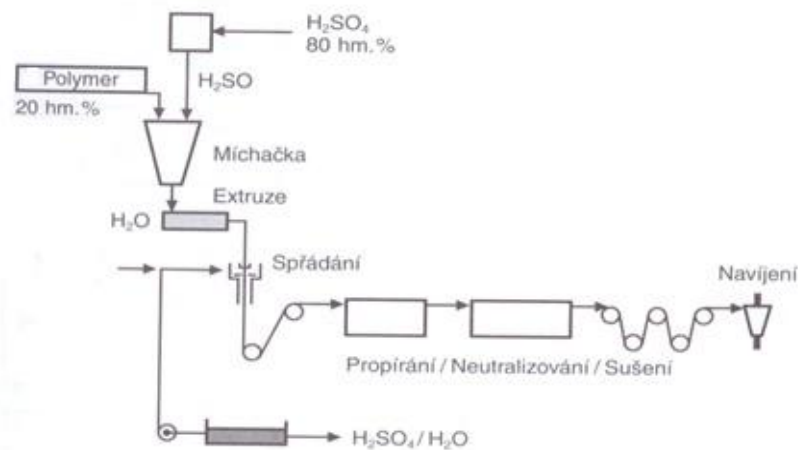 H₂SO₄
80 hm.%
Polymer
H₂SO
20 hm.%
Míchačka
Extruze
H₂O
Spřádání
Navíjení
Propírání / Neutralizování / Sušení
H₂SO₄/H₂O